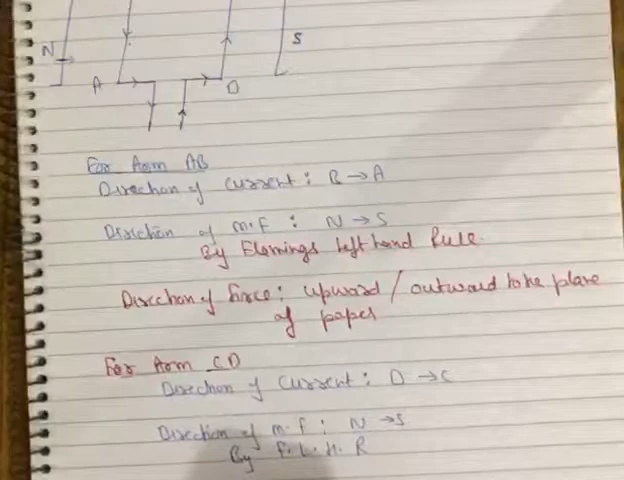 N
S
A
D
For Arm AB
Direction of current: B → A
Direction of m.F : N → S
By Flemings left hand Rule.
Direction of force: upward / outward to the plane
of paper
For Arm CD
Direction of current: D → C
Direction of m.f: N → S
By F.L.H.R